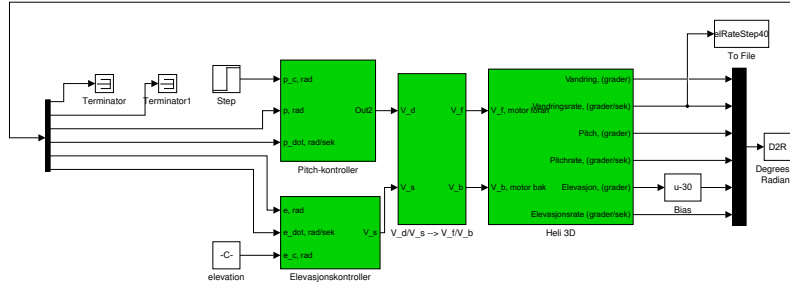 elRateStep40
To File
Terminator
Terminator1
Step
p_c, rad
p, rad
p_dot, rad/sek
Out2
Pitch-kontroller
V_d
V_s
V_f
V_b
V_d/V_s --> V_f/V_b
V_f, motor foran
V_b, motor bak
Vandring, (grader)
Vandringsrate, (grader/sek)
Pitch, (grader)
Pitchrate, (grader/sek)
Elevasjon, (grader)
Elevasjonsrate (grader/sek)
Heli 3D
u-30
Bias
D2R
Degrees
Radian
e, rad
e_dot, rad/sek
e_c, rad
V_s
Elevasjonskontroller
-C-
elevation